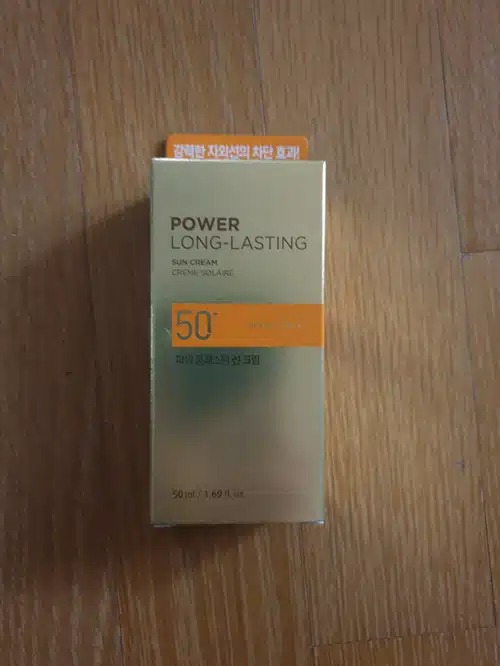 강력한 자외선의 차단 효과!
POWER
LONG-LASTING
SUN CREAM
CRÈME SOLAIRE
50+
파워 롱래스팅 선 크림
50 ml / 1.69 fl. oz.